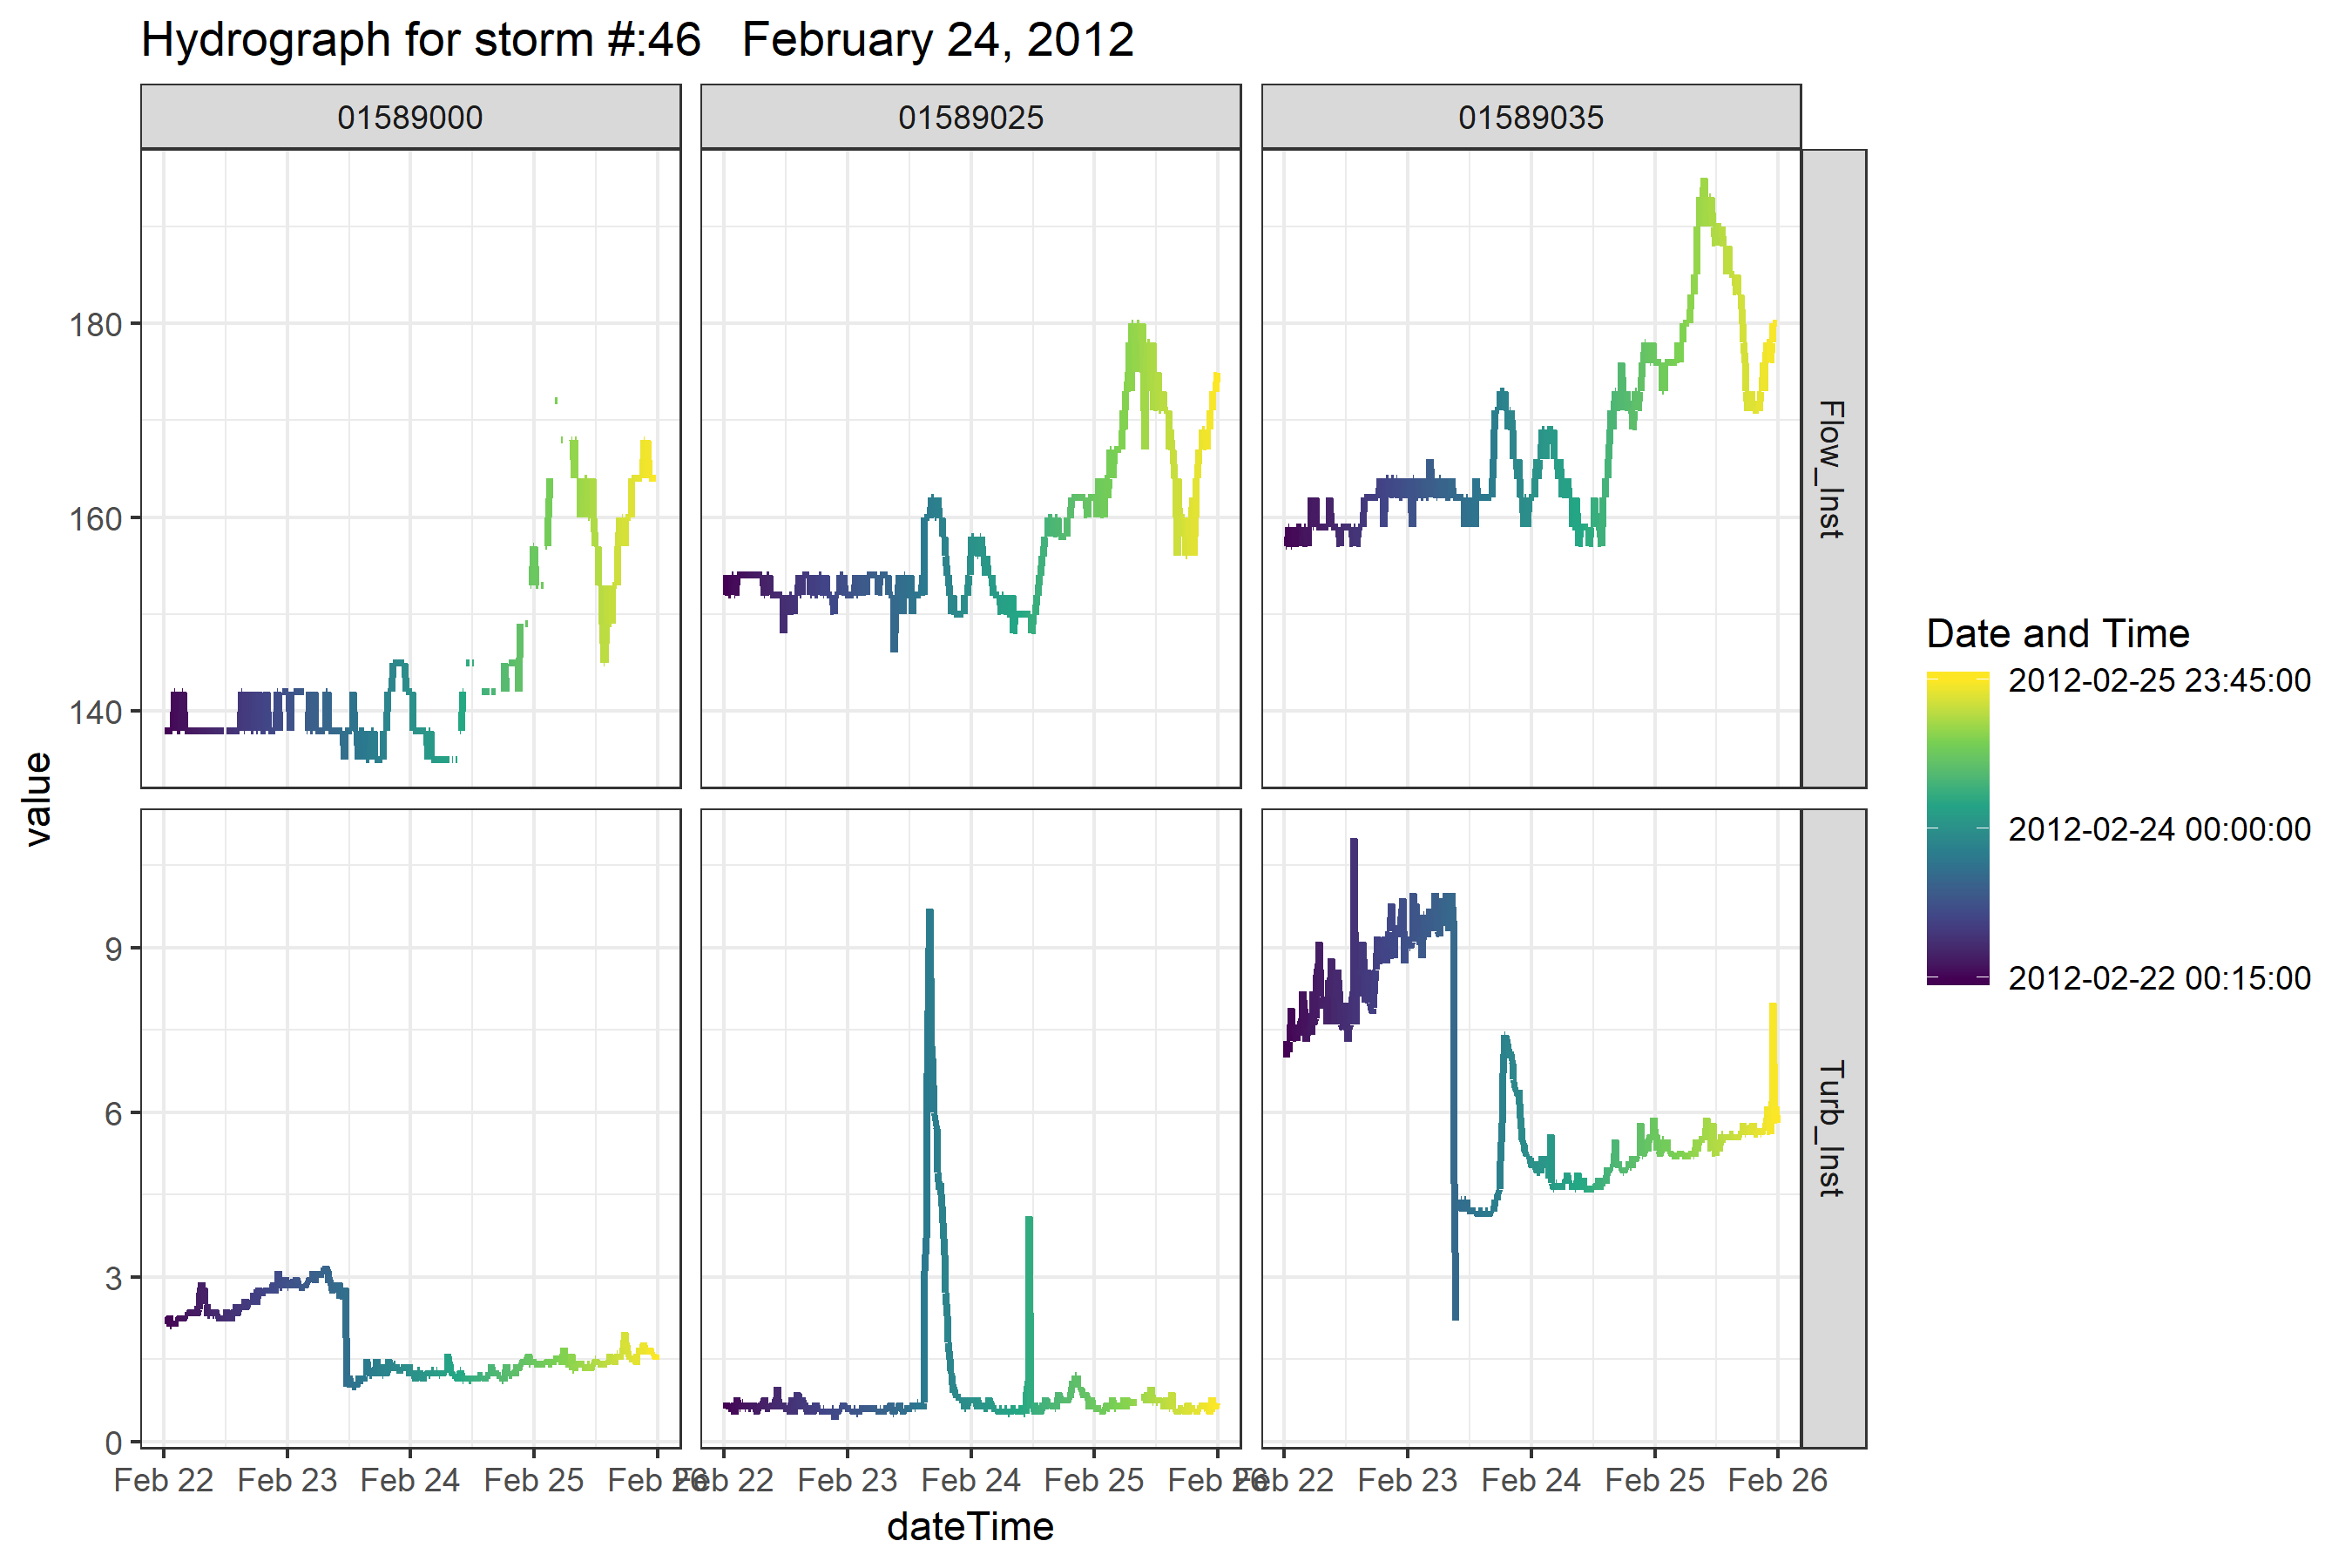 Hydrograph for storm #:46   February 24, 2012
01589000
01589025
01589035
180
160
140
Flow_Inst
value
9
6
3
0
Turb_Inst
Feb 22
Feb 23
Feb 24
Feb 25
Feb 26
Feb 22
Feb 23
Feb 24
Feb 25
Feb 26
Feb 22
Feb 23
Feb 24
Feb 25
Feb 26
dateTime
Date and Time
2012-02-25 23:45:00
2012-02-24 00:00:00
2012-02-22 00:15:00